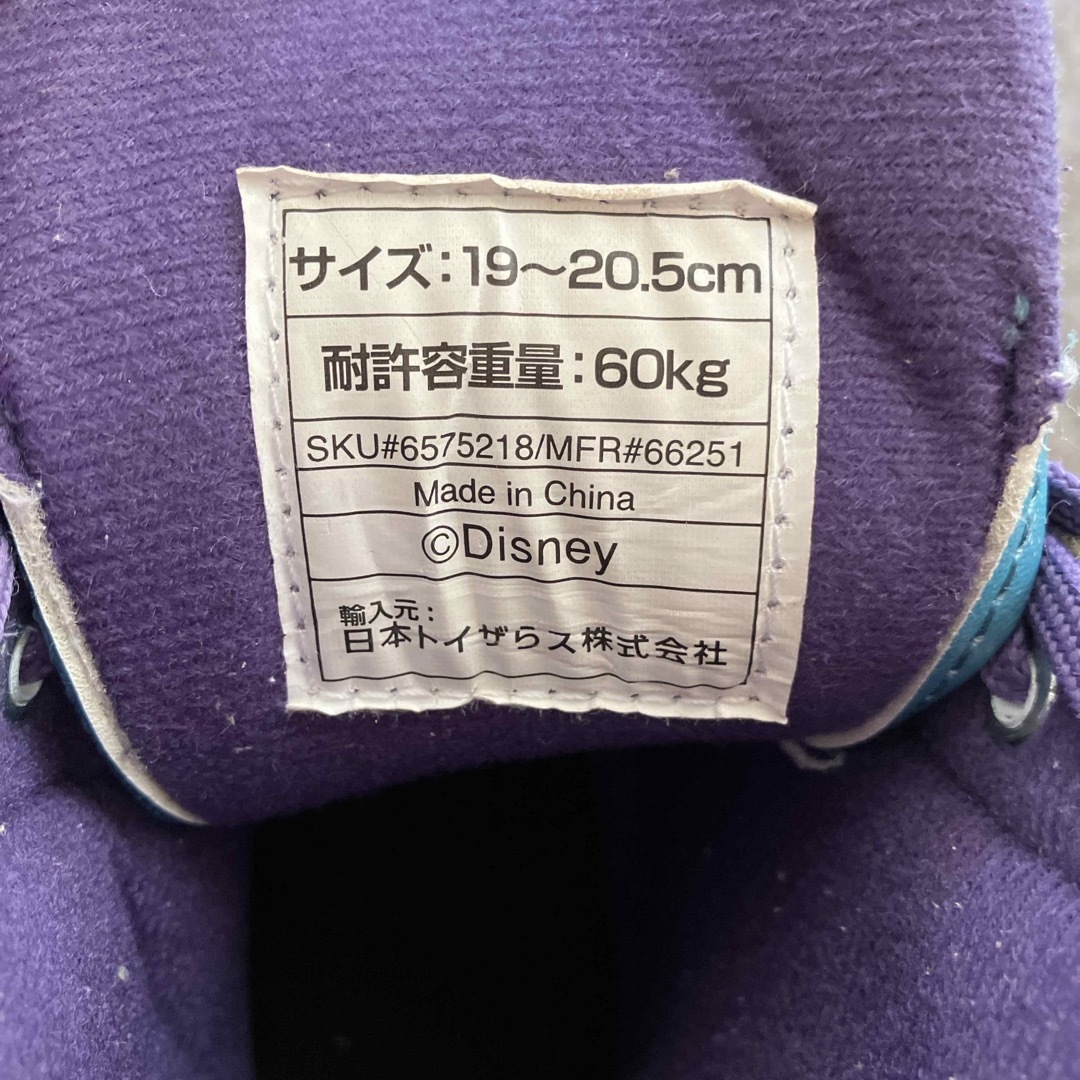 サイズ：19〜20.5cm
耐許容重量：60kg
SKU#6575218/MFR#66251
Made in China
©Disney
輸入元：
日本トイザらス株式会社